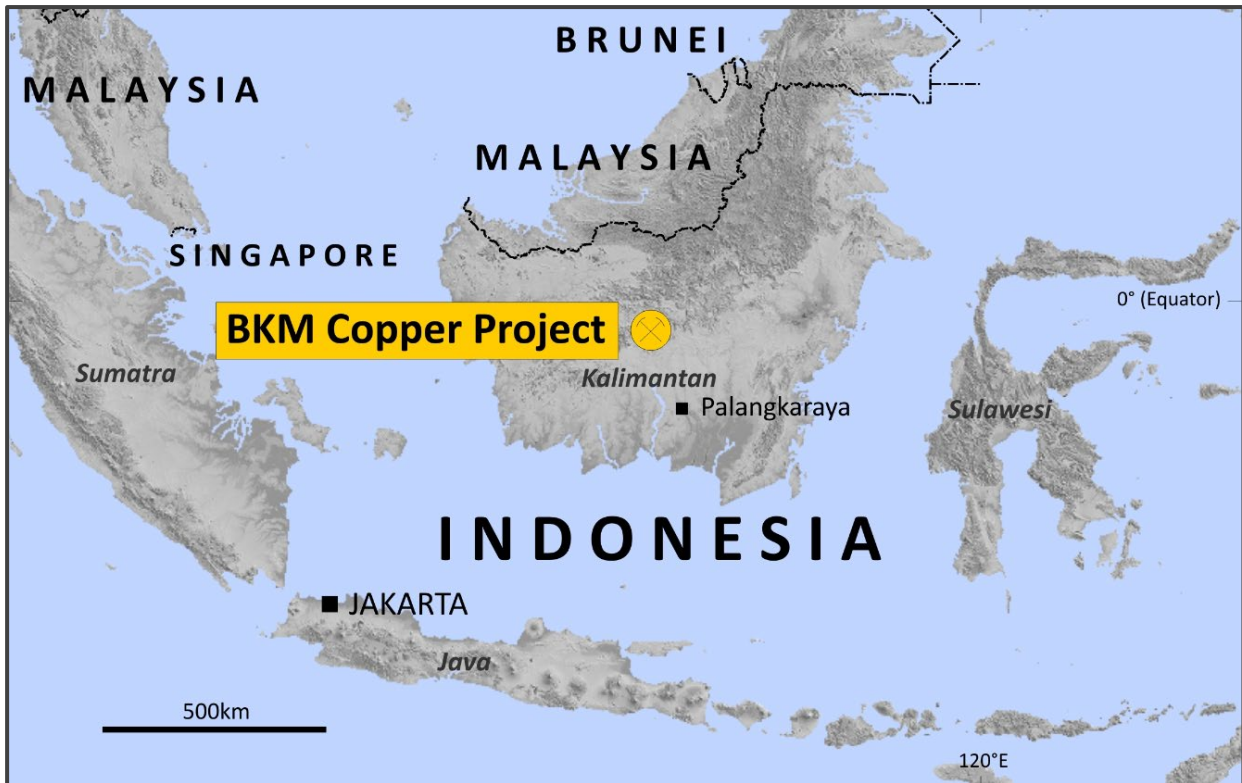 BRUNEI
MALAYSIA
MALAYSIA
SINGAPORE
0° (Equator)
BKM Copper Project
Sumatra
Kalimantan
Palangkaraya
Sulawesi
INDONESIA
JAKARTA
Java
500km
120°E